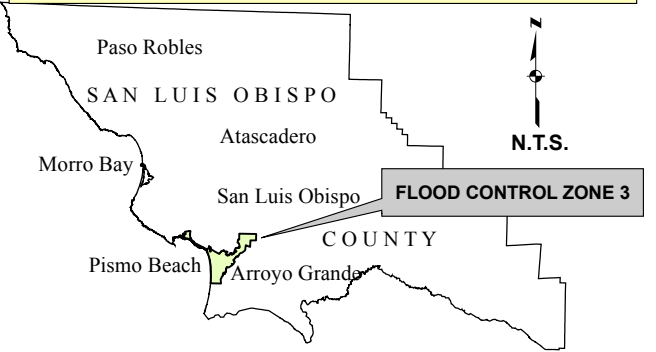 N
Paso Robles
SAN LUIS OBISPO
Atascadero
N.T.S.
Morro Bay
San Luis Obispo
FLOOD CONTROL ZONE 3
COUNTY
Pismo Beach
Arroyo Grande